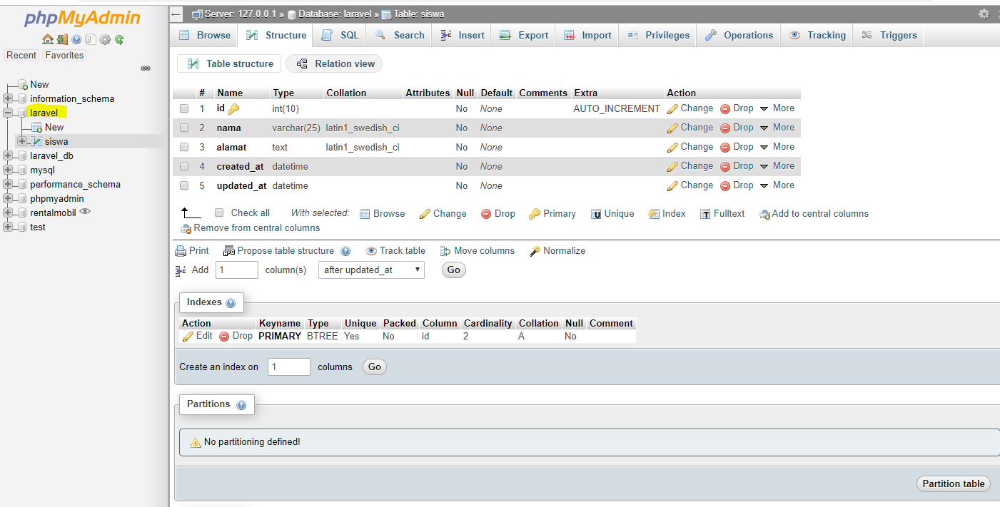 phpMyAdmin
Recent Favorites
New
information_schema
laravel
New
siswa
laravel_db
mysql
performance_schema
phpmyadmin
rentalmobil
test
Server: 127.0.0.1 » Database: laravel » Table: siswa
Browse Structure SQL Search Insert Export Import Privileges Operations Tracking Triggers
Table structure Relation view
# Name Type Collation Attributes Null Default Comments Extra Action
1 id int(10) No None AUTO_INCREMENT Change Drop More
2 nama varchar(25) latin1_swedish_ci No None Change Drop More
3 alamat text latin1_swedish_ci No None Change Drop More
4 created_at datetime No None Change Drop More
5 updated_at datetime No None Change Drop More
Check all With selected: Browse Change Drop Primary Unique Index Fulltext Add to central columns
Remove from central columns
Print Propose table structure Track table Move columns Normalize
Add 1 column(s) after updated_at Go
Indexes
Action Keyname Type Unique Packed Column Cardinality Collation Null Comment
Edit Drop PRIMARY BTREE Yes No id 2 A No
Create an index on 1 columns Go
Partitions
No partitioning defined!
Partition table